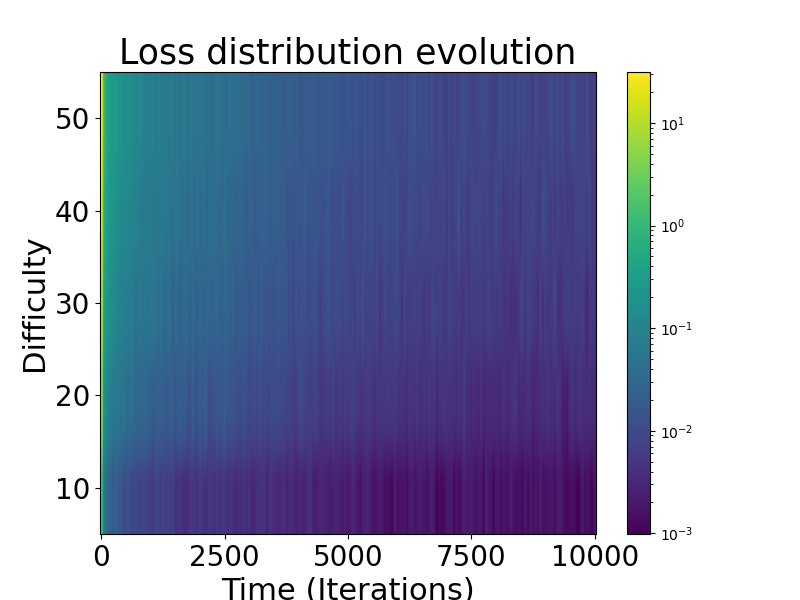 Loss distribution evolution
Difficulty
50
40
30
20
10
0 2500 5000 7500 10000
Time (Iterations)
10¹
10⁰
10⁻¹
10⁻²
10⁻³